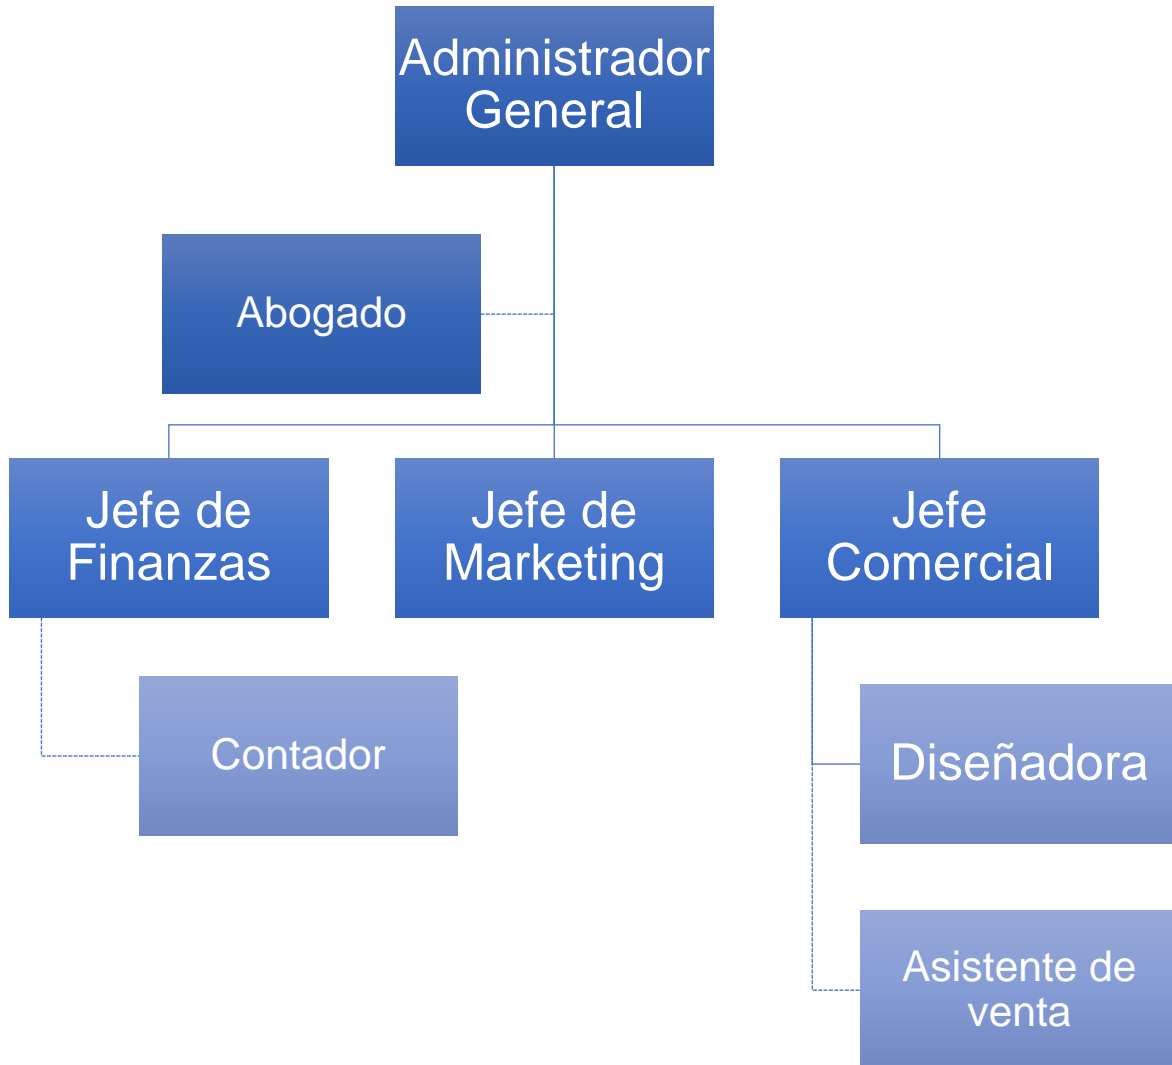 Administrador
General
Abogado
Jefe de
Finanzas
Jefe de
Marketing
Jefe
Comercial
Contador
Diseñadora
Asistente de
venta